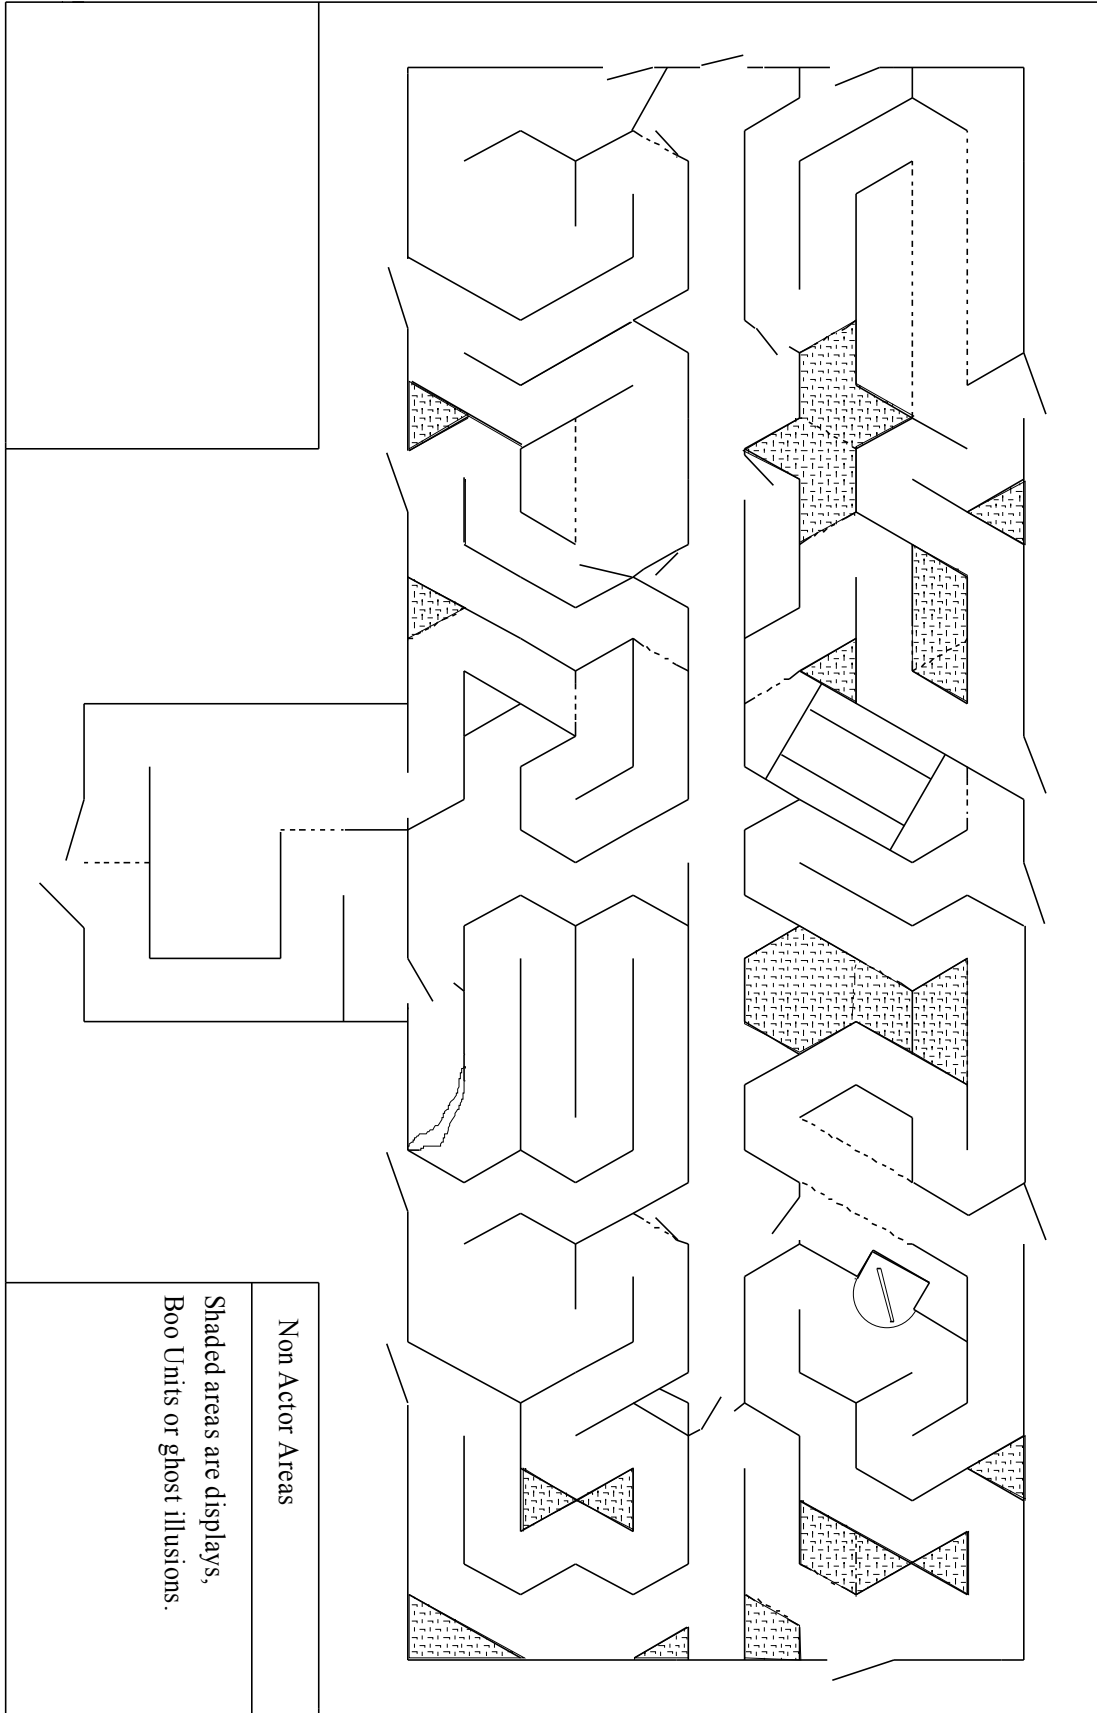 Non Actor Areas
Shaded areas are displays,
Boo Units or ghost illusions.